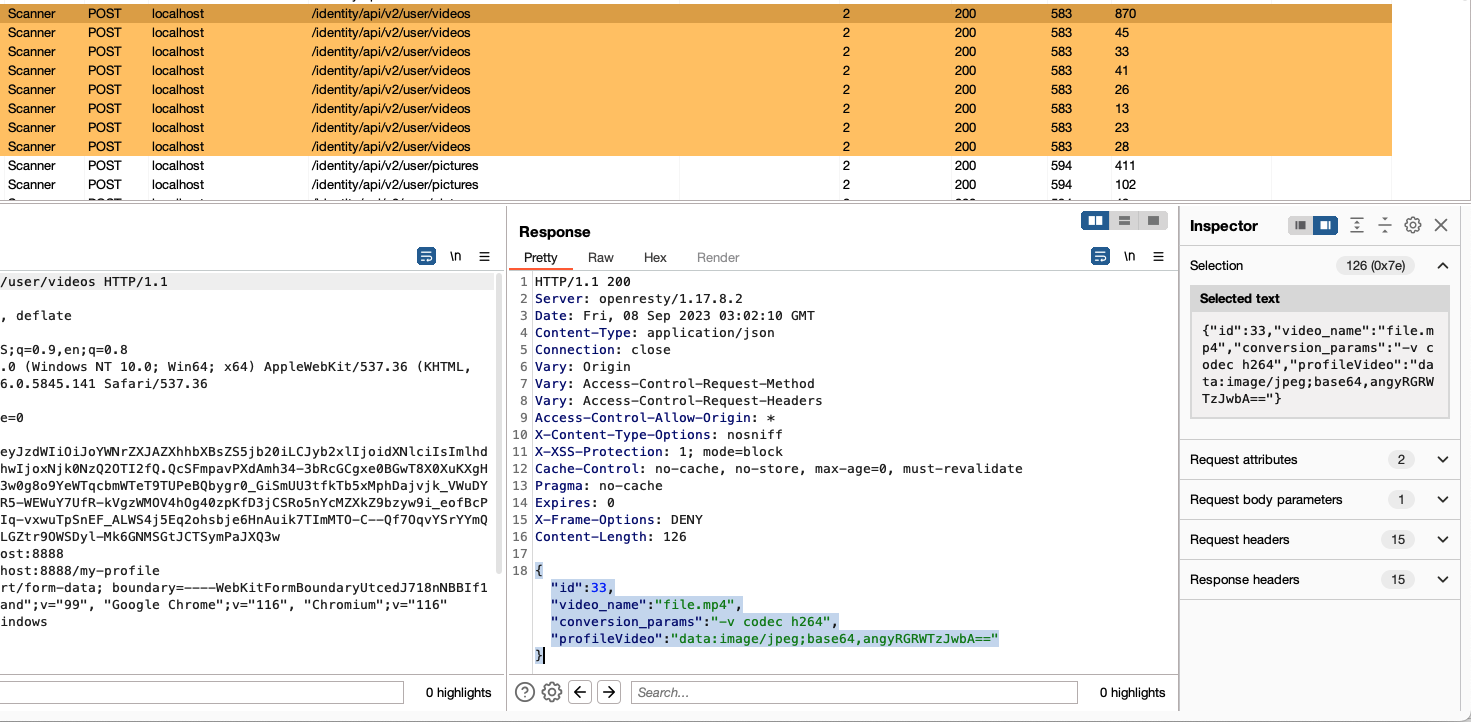 Scanner POST localhost /identity/api/v2/user/videos 2 200 583 870
Scanner POST localhost /identity/api/v2/user/videos 2 200 583 45
Scanner POST localhost /identity/api/v2/user/videos 2 200 583 33
Scanner POST localhost /identity/api/v2/user/videos 2 200 583 41
Scanner POST localhost /identity/api/v2/user/videos 2 200 583 26
Scanner POST localhost /identity/api/v2/user/videos 2 200 583 13
Scanner POST localhost /identity/api/v2/user/videos 2 200 583 23
Scanner POST localhost /identity/api/v2/user/videos 2 200 583 28
Scanner POST localhost /identity/api/v2/user/pictures 2 200 594 411
Scanner POST localhost /identity/api/v2/user/pictures 2 200 594 102
\n
/user/videos HTTP/1.1
, deflate
S;q=0.9,en;q=0.8
.0 (Windows NT 10.0; Win64; x64) AppleWebKit/537.36 (KHTML,
6.0.5845.141 Safari/537.36
e=0
eyJzdWIiOiJoYWNrZXJAZXhhbXBsZS5jb20iLCJyb2xlIjoidXNlciIsImlhd
hwIjoxNjk0NzQ2OTI2fQ.QcSFmpavPXdAmh34-3bRcGCgxe0BGwT8X0XuKXgH
3w0g8o9YeWTqcbmWTeT9TUPeBQbygr0_GiSmUU3tfkTb5xMphDajvjk_VWuDY
R5-WEWuY7UfR-kVgzWMOV4hOg40zpKfD3jCSRo5nYcMZXkZ9bzyw9i_eofBcP
Iq-vxwuTpSnEF_ALWS4j5Eq2ohsbje6HnAuik7TImMTO-C--Qf7OqvYSrYYmQ
LGZtr9OWSDyl-Mk6GNMSGtJCTSymPaJXQ3w
ost:8888
host:8888/my-profile
rt/form-data; boundary=----WebKitFormBoundaryUtcedJ718nNBBIf1
and";v="99", "Google Chrome";v="116", "Chromium";v="116"
indows
0 highlights
Response
Pretty Raw Hex Render
\n
1 HTTP/1.1 200
2 Server: openresty/1.17.8.2
3 Date: Fri, 08 Sep 2023 03:02:10 GMT
4 Content-Type: application/json
5 Connection: close
6 Vary: Origin
7 Vary: Access-Control-Request-Method
8 Vary: Access-Control-Request-Headers
9 Access-Control-Allow-Origin: *
10 X-Content-Type-Options: nosniff
11 X-XSS-Protection: 1; mode=block
12 Cache-Control: no-cache, no-store, max-age=0, must-revalidate
13 Pragma: no-cache
14 Expires: 0
15 X-Frame-Options: DENY
16 Content-Length: 126
17
18 {
"id":33,
"video_name":"file.mp4",
"conversion_params":"-v codec h264",
"profileVideo":"data:image/jpeg;base64,angyRGRWTzJwbA=="
}
Search...
0 highlights
Inspector
Selection 126 (0x7e)
Selected text
{"id":33,"video_name":"file.m
p4","conversion_params":"-v c
odec h264","profileVideo":"da
ta:image/jpeg;base64,angyRGRW
TzJwbA=="}
Request attributes 2
Request body parameters 1
Request headers 15
Response headers 15